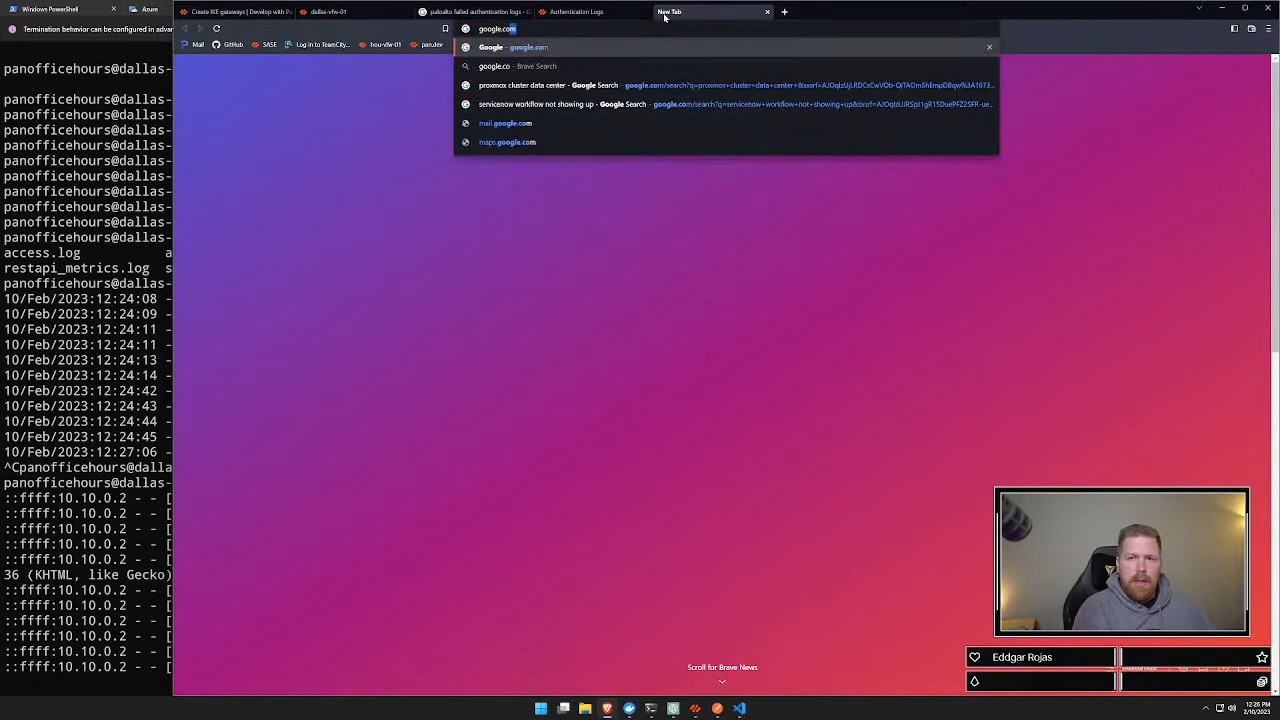 Windows PowerShell
Azure
Termination behavior can be configured in advanced
panofficehours@dallas-
panofficehours@dallas-
panofficehours@dallas-
panofficehours@dallas-
panofficehours@dallas-
panofficehours@dallas-
panofficehours@dallas-
panofficehours@dallas-
panofficehours@dallas-
panofficehours@dallas-
panofficehours@dallas-
access.log a
restapi_metrics.log s
panofficehours@dallas-
10/Feb/2023:12:24:08 -
10/Feb/2023:12:24:09 -
10/Feb/2023:12:24:11 -
10/Feb/2023:12:24:11 -
10/Feb/2023:12:24:13 -
10/Feb/2023:12:24:14 -
10/Feb/2023:12:24:42 -
10/Feb/2023:12:24:43 -
10/Feb/2023:12:24:44 -
10/Feb/2023:12:24:45 -
10/Feb/2023:12:27:06 -
^Cpanofficehours@dalla
panofficehours@dallas-
::ffff:10.10.0.2 - - [
::ffff:10.10.0.2 - - [
::ffff:10.10.0.2 - - [
::ffff:10.10.0.2 - - [
::ffff:10.10.0.2 - - [
36 (KHTML, like Gecko)
::ffff:10.10.0.2 - - [
::ffff:10.10.0.2 - - [
::ffff:10.10.0.2 - - [
::ffff:10.10.0.2 - - [
::ffff:10.10.0.2 - - [
::ffff:10.10.0.2 - - [
Create IKE gateways | Develop with P
dallas-vfw-01
paloalto failed authentication logs - G
Authentication Logs
New Tab
google.com
Mail
GitHub
SASE
Log in to TeamCity...
hou-vfw-01
pan.dev
Google - google.com
google.co - Brave Search
proxmox cluster data center - Google Search -
servicenow workflow not showing up - Google Search -
mail.google.com
maps.google.com
Scroll for Brave News
Eddgar Rojas
12:26 PM
2/10/2023